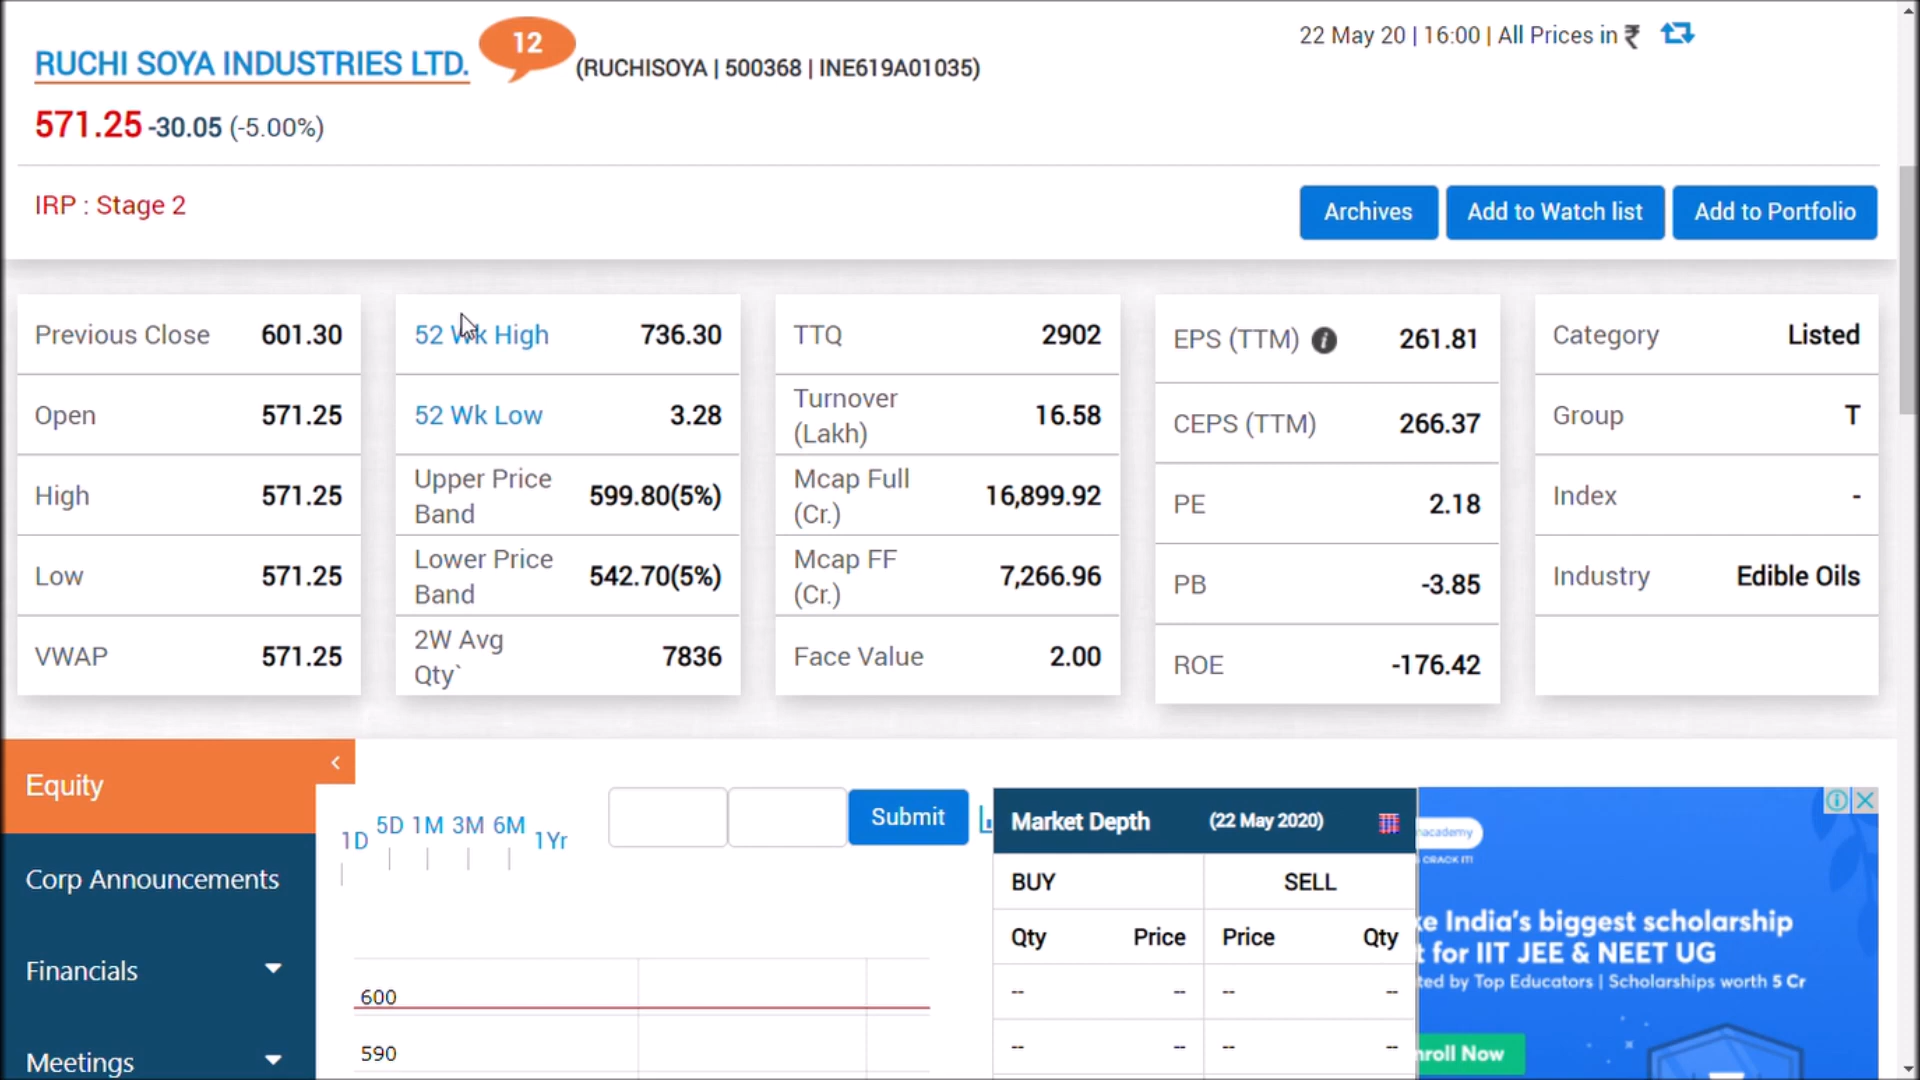 22 May 20 | 16:00 | All Prices in ₹
RUCHI SOYA INDUSTRIES LTD.
12
(RUCHISOYA | 500368 | INE619A01035)
571.25 -30.05 (-5.00%)
IRP : Stage 2
Archives
Add to Watch list
Add to Portfolio
Previous Close 601.30
Open 571.25
High 571.25
Low 571.25
VWAP 571.25
52 Wk High 736.30
52 Wk Low 3.28
Upper Price
Band
599.80(5%)
Lower Price
Band
542.70(5%)
2W Avg
Qty`
7836
TTQ 2902
Turnover
(Lakh)
16.58
Mcap Full
(Cr.)
16,899.92
Mcap FF
(Cr.)
7,266.96
Face Value 2.00
EPS (TTM) i 261.81
CEPS (TTM) 266.37
PE 2.18
PB -3.85
ROE -176.42
Category Listed
Group T
Index -
Industry Edible Oils
Equity
Corp Announcements
Financials
Meetings
1D 5D 1M 3M 6M 1Yr
Submit
600
590
Market Depth (22 May 2020)
BUY SELL
Qty Price Price Qty
-- -- -- --
-- -- -- --
academy
CRACK IT!
ke India's biggest scholarship
t for IIT JEE & NEET UG
ted by Top Educators | Scholarships worth 5 Cr
nroll Now